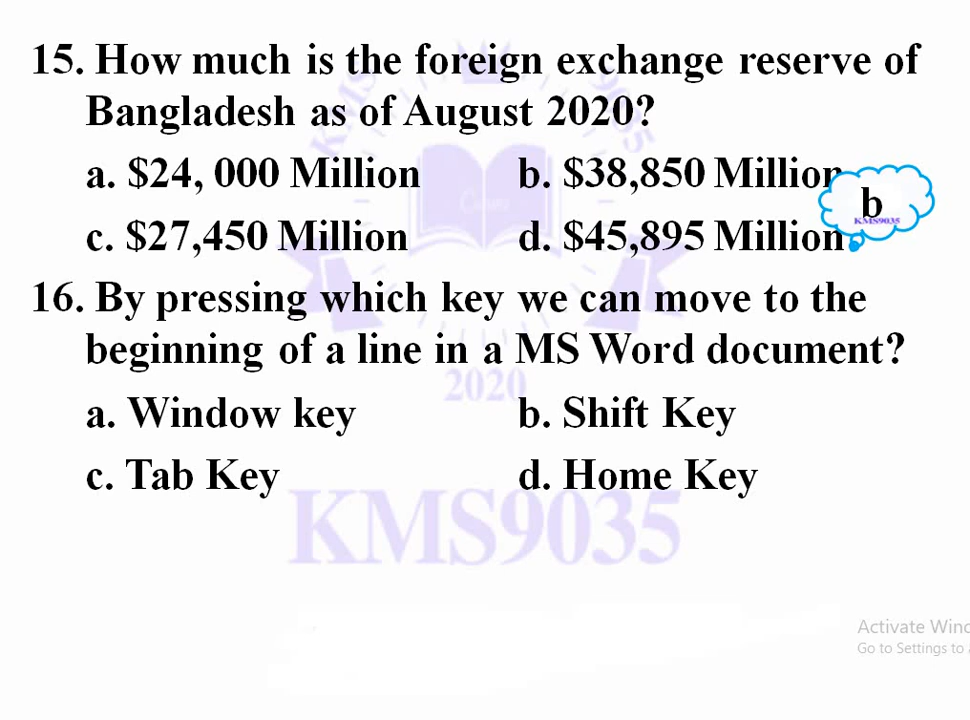 15. How much is the foreign exchange reserve of
Bangladesh as of August 2020?
a. $24, 000 Million b. $38,850 Million
b
KMS9035
c. $27,450 Million d. $45,895 Million
16. By pressing which key we can move to the
beginning of a line in a MS Word document?
2020
a. Window key b. Shift Key
c. Tab Key d. Home Key
KMS9035
Activate Wind
Go to Settings to